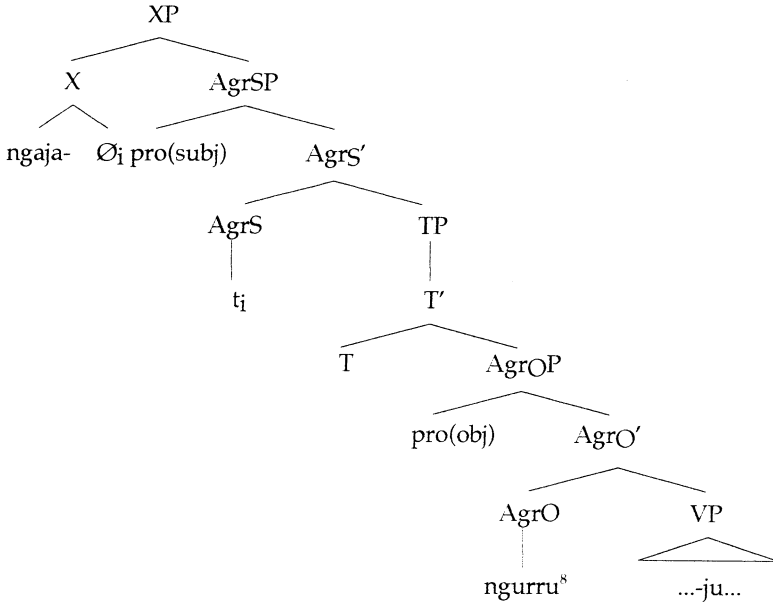 XP
X AgrSP
ngaja- Øi pro(subj) AgrS′
AgrS TP
ti T′
T AgrOP
pro(obj) AgrO′
AgrO VP
ngurru⁸ ...-ju...